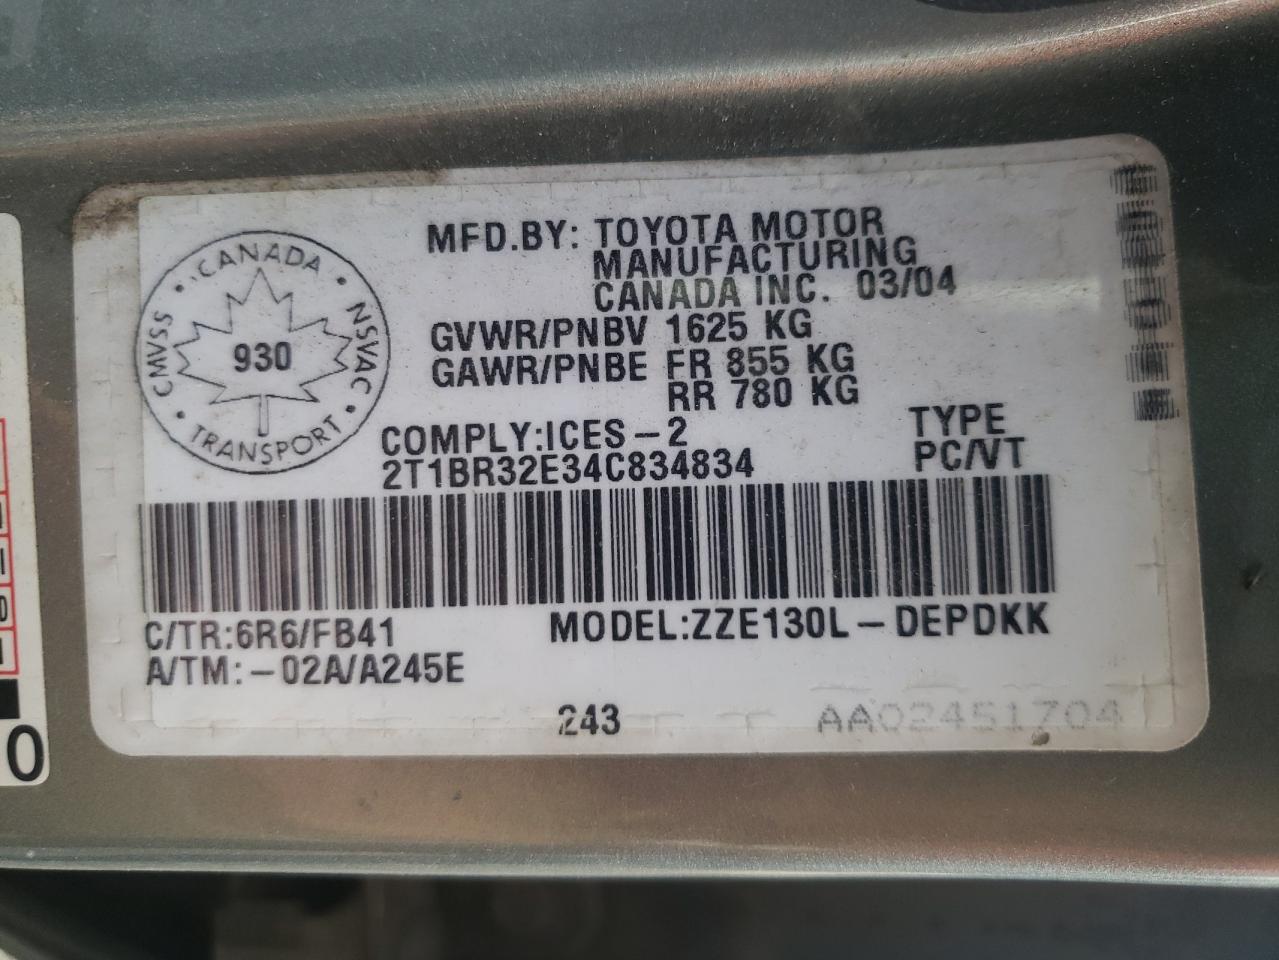 MFD.BY: TOYOTA MOTOR
MANUFACTURING
CANADA INC. 03/04
GVWR/PNBV 1625 KG
GAWR/PNBE FR 855 KG
RR 780 KG
CANADA
CMVSS • NSVAC
930
TRANSPORT
COMPLY:ICES-2
TYPE
2T1BR32E34C834834
PC/VT
C/TR:6R6/FB41
MODEL:ZZE130L-DEPDKK
A/TM:-02A/A245E
243
AA02451704
0